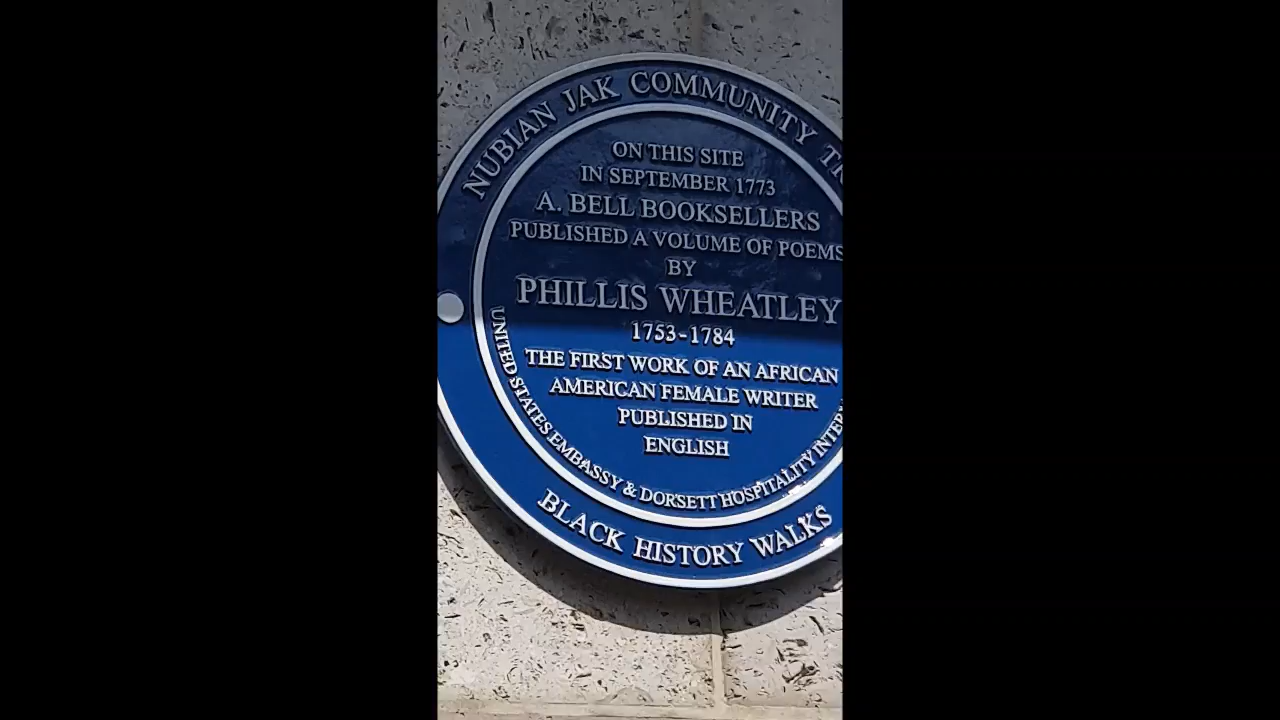 NUBIAN JAK COMMUNITY
ON THIS SITE
IN SEPTEMBER 1773
A. BELL BOOKSELLERS
PUBLISHED A VOLUME OF POEMS
BY
PHILLIS WHEATLEY
1753-1784
THE FIRST WORK OF AN AFRICAN
AMERICAN FEMALE WRITER
PUBLISHED IN
ENGLISH
UNITED STATES EMBASSY & DORSETT HOSPITALITY
BLACK HISTORY WALKS